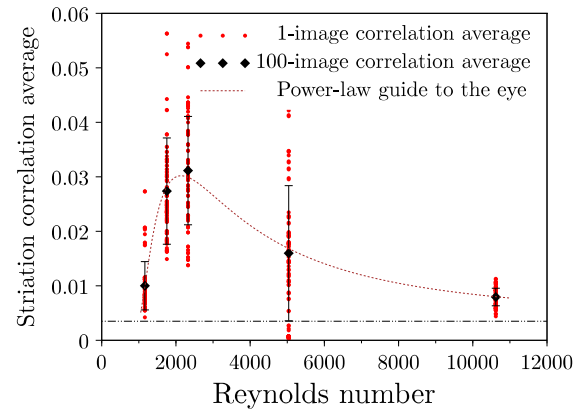 0.06
0.05
0.04
0.03
0.02
0.01
0
Striation correlation average
1-image correlation average
100-image correlation average
Power-law guide to the eye
0 2000 4000 6000 8000 10000 12000
Reynolds number